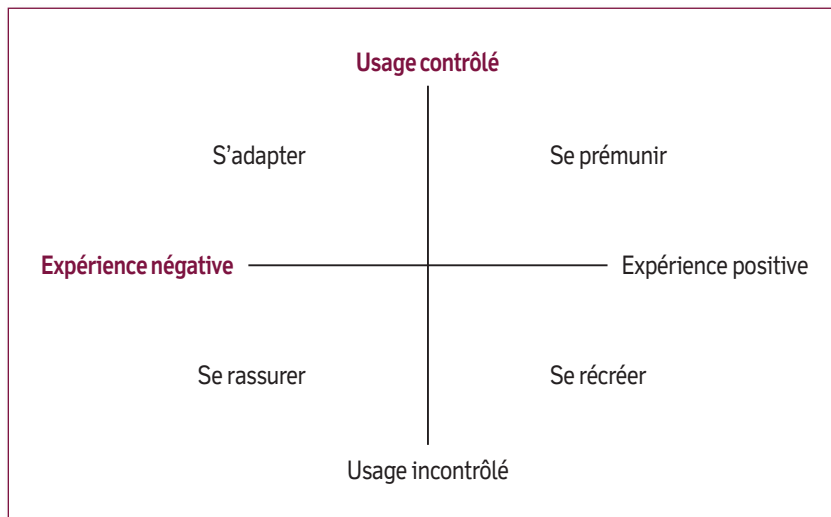 Usage contrôlé
S’adapter
Se prémunir
Expérience négative
Expérience positive
Se rassurer
Se récréer
Usage incontrôlé